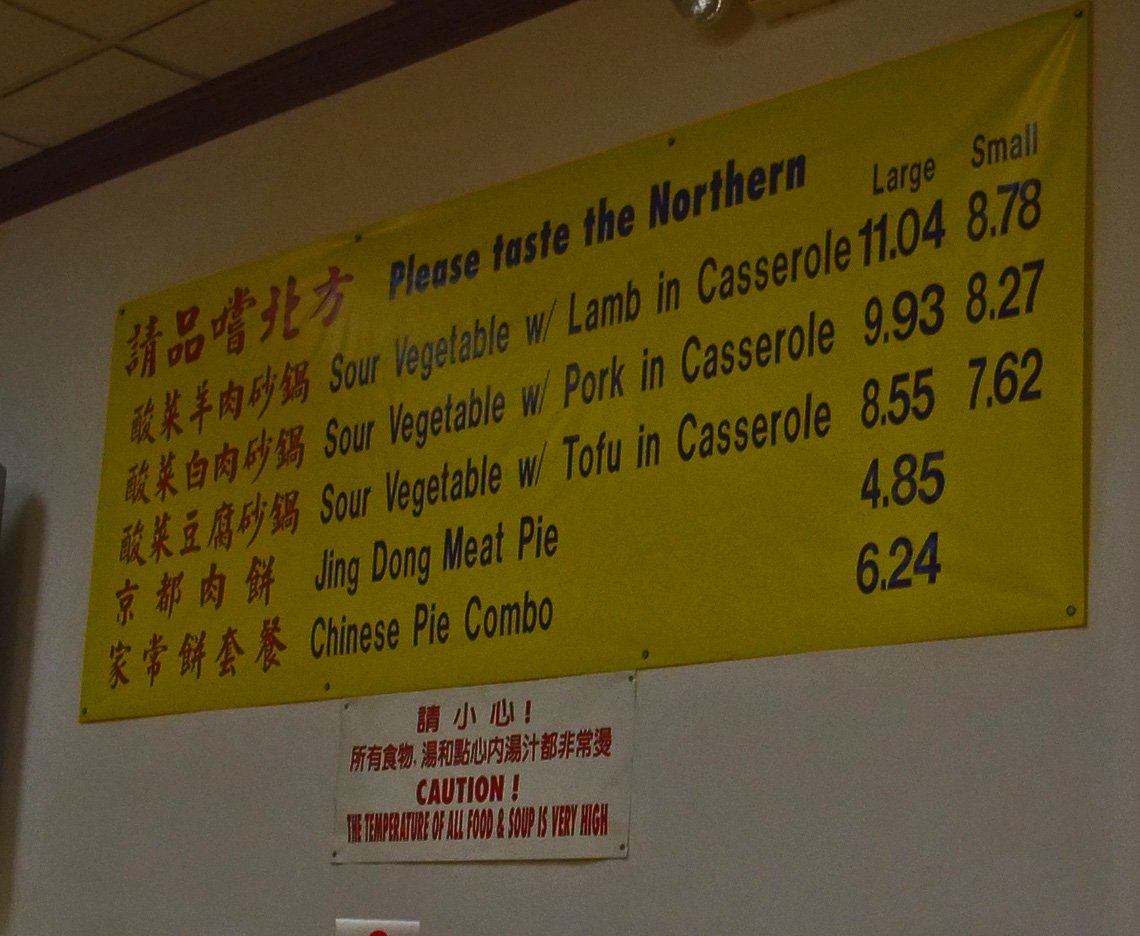 請品嚐北方 Please taste the Northern Large Small
酸菜羊肉砂鍋 Sour Vegetable w/ Lamb in Casserole 11.04 8.78
酸菜白肉砂鍋 Sour Vegetable w/ Pork in Casserole 9.93 8.27
酸菜豆腐砂鍋 Sour Vegetable w/ Tofu in Casserole 8.55 7.62
京都肉餅 Jing Dong Meat Pie 4.85
家常餅套餐 Chinese Pie Combo 6.24
請小心!
所有食物,湯和點心內湯汁都非常燙
CAUTION !
THE TEMPERATURE OF ALL FOOD & SOUP IS VERY HIGH